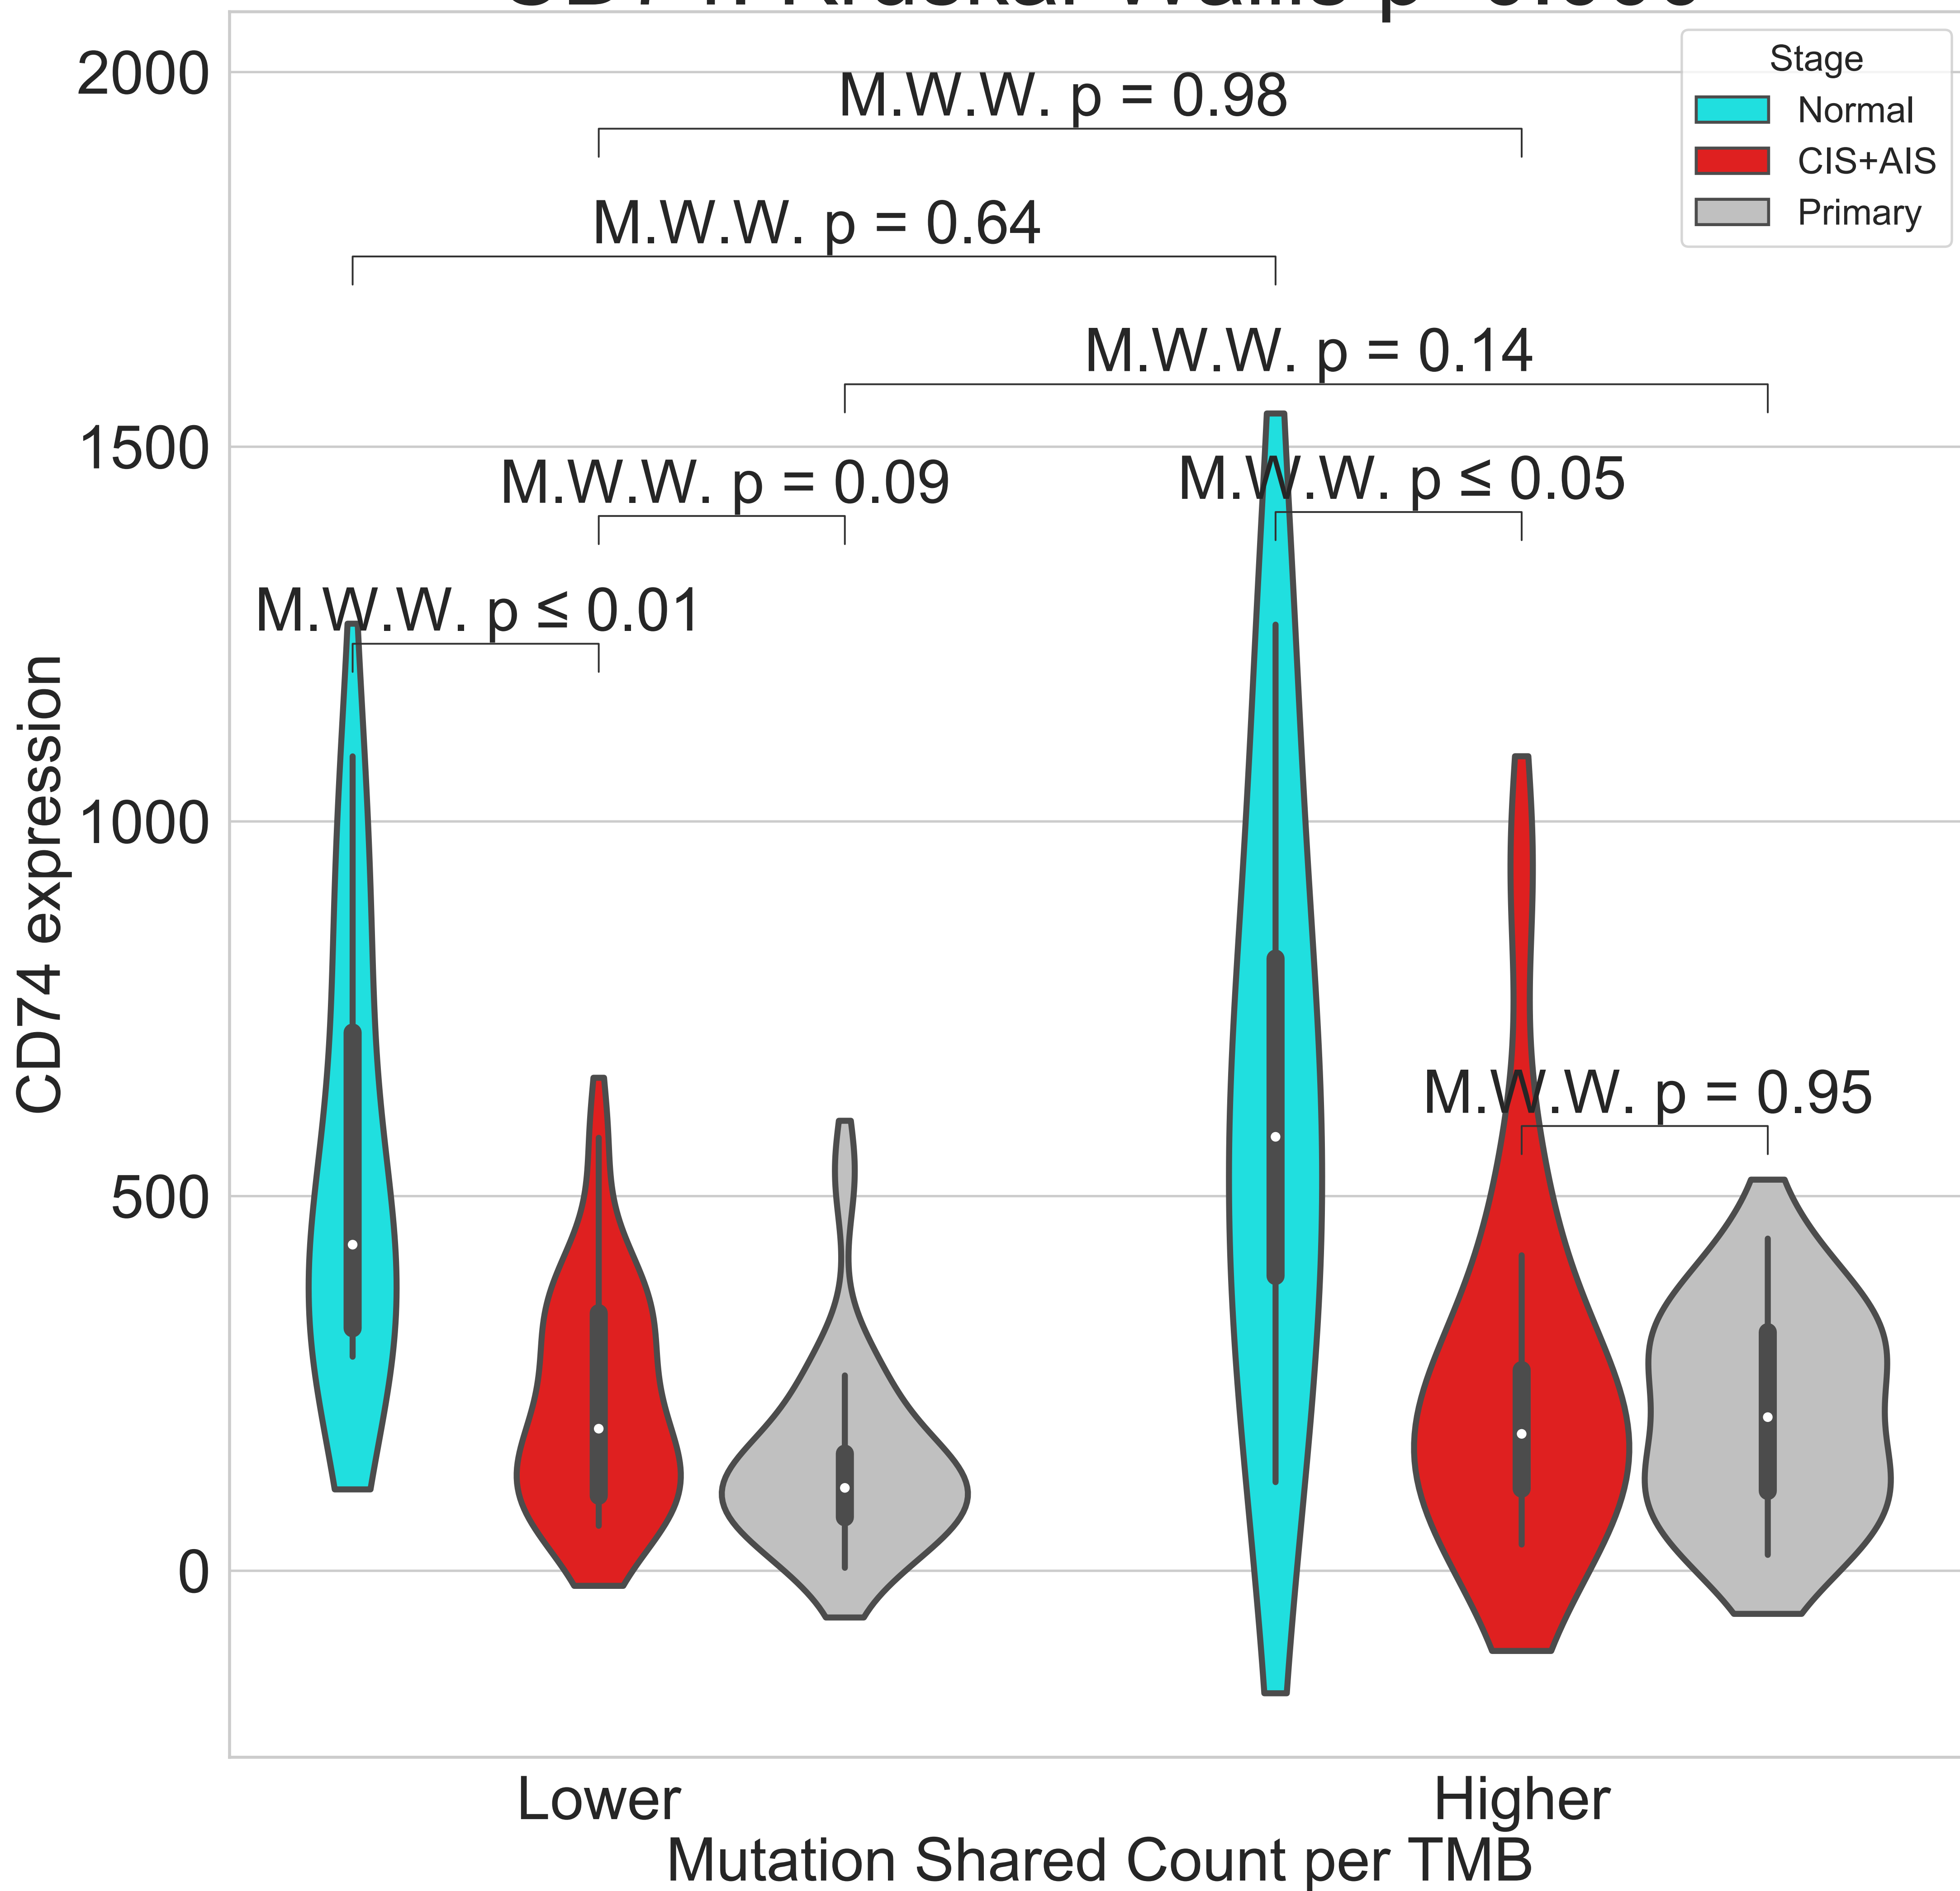 2000
1500
1000
500
0
CD74 expression
M.W.W. p = 0.98
M.W.W. p = 0.64
M.W.W. p = 0.14
M.W.W. p = 0.09
M.W.W. p ≤ 0.05
M.W.W. p ≤ 0.01
M.W.W. p = 0.95
Stage
Normal
CIS+AIS
Primary
Lower
Higher
Mutation Shared Count per TMB